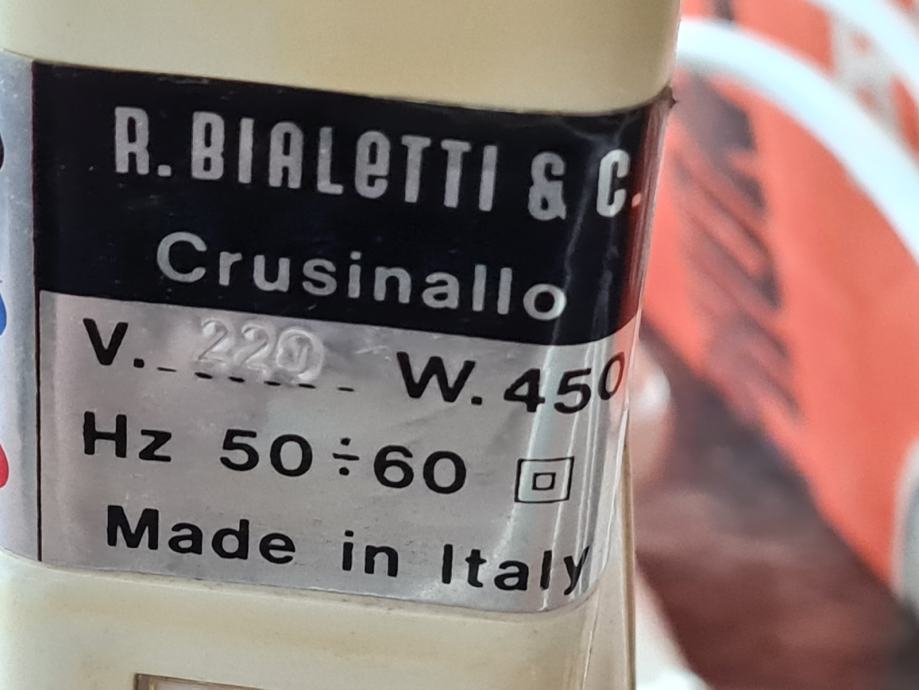 R. BIALETTI & C.
Crusinallo
V. 220 W. 450
Hz 50÷60
Made in Italy